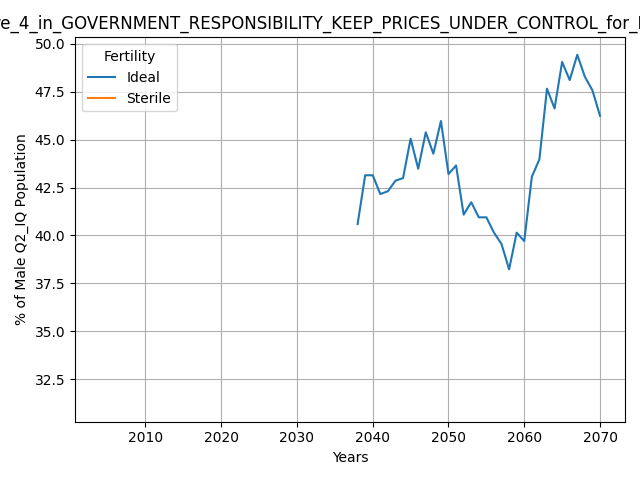 e_4_in_GOVERNMENT_RESPONSIBILITY_KEEP_PRICES_UNDER_CONTROL_for_
Fertility
Ideal
Sterile
50.0
47.5
45.0
42.5
40.0
37.5
35.0
32.5
% of Male Q2_IQ Population
2010 2020 2030 2040 2050 2060 2070
Years